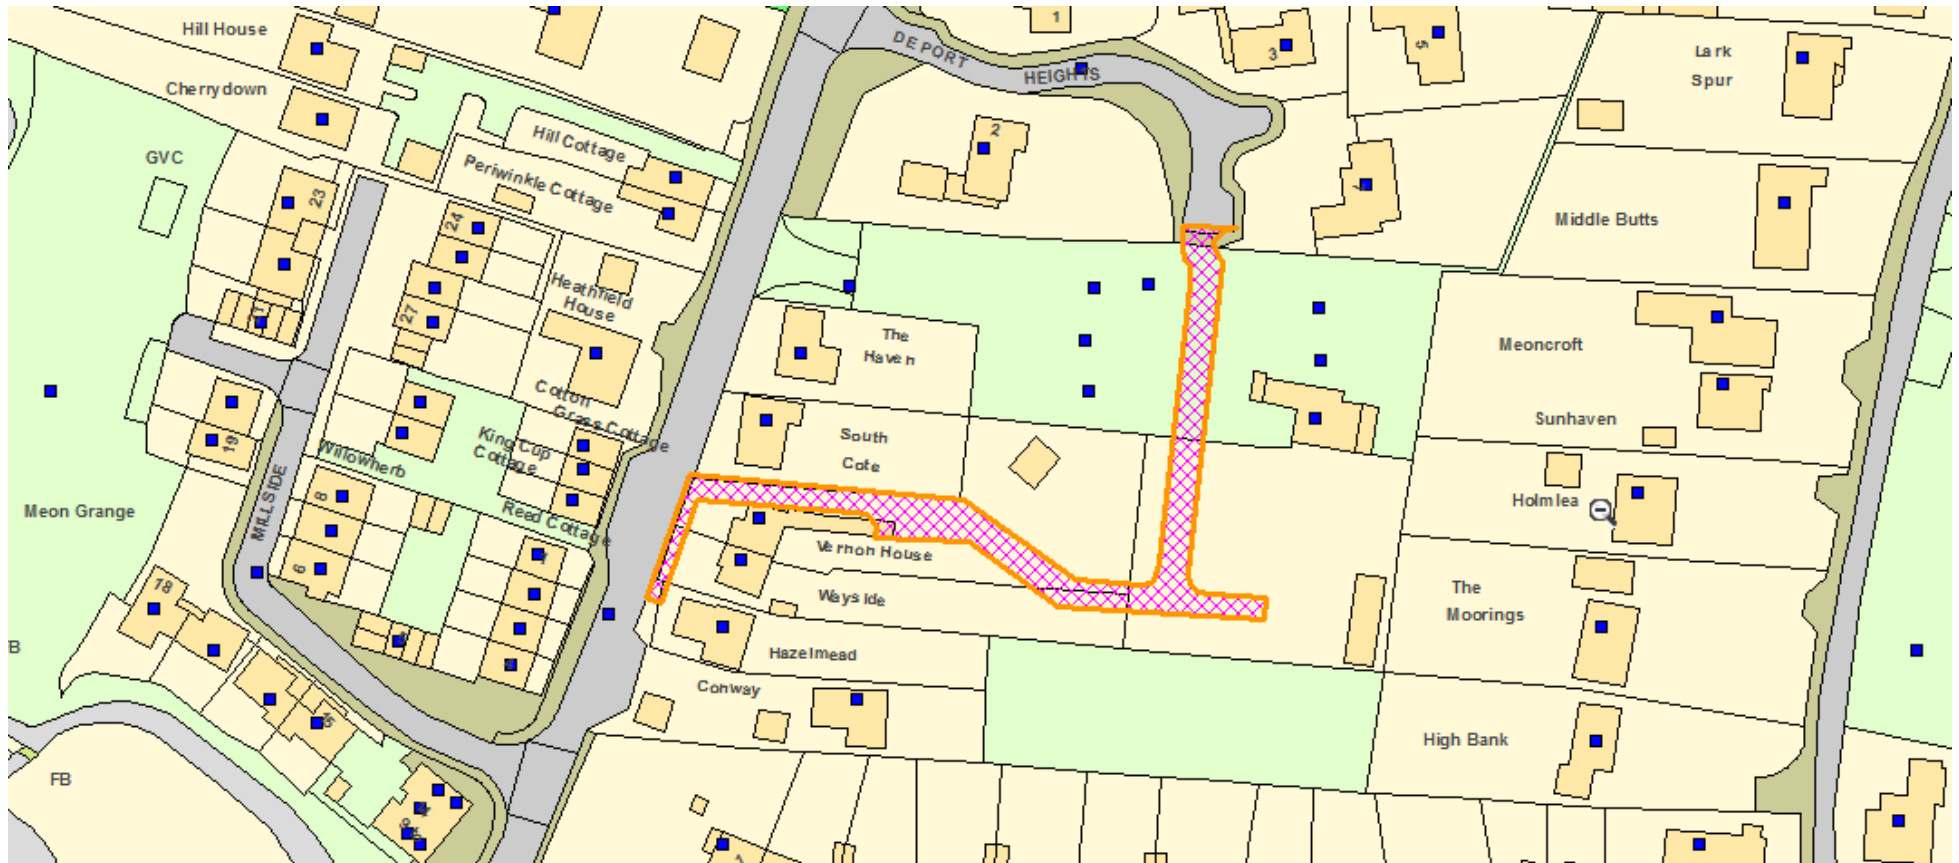 Hill House
Cherrydown
GVC
23
21
19
Hill Cottage
Periwinkle Cottage
24
27
Heathfield
House
Cotton
Grass Cottage
King Cup
Cottage
Willowherb
Reed Cottage
MILLSIDE
Meon Grange
8
6
18
15
B
FB
1
DE PORT
HEIGHTS
1
2
3
5
Lark
Spur
Middle Butts
The
Haven
South
Cote
Vernon House
Wayside
Hazelmead
Conway
Meoncroft
Sunhaven
Holmlea
The
Moorings
High Bank